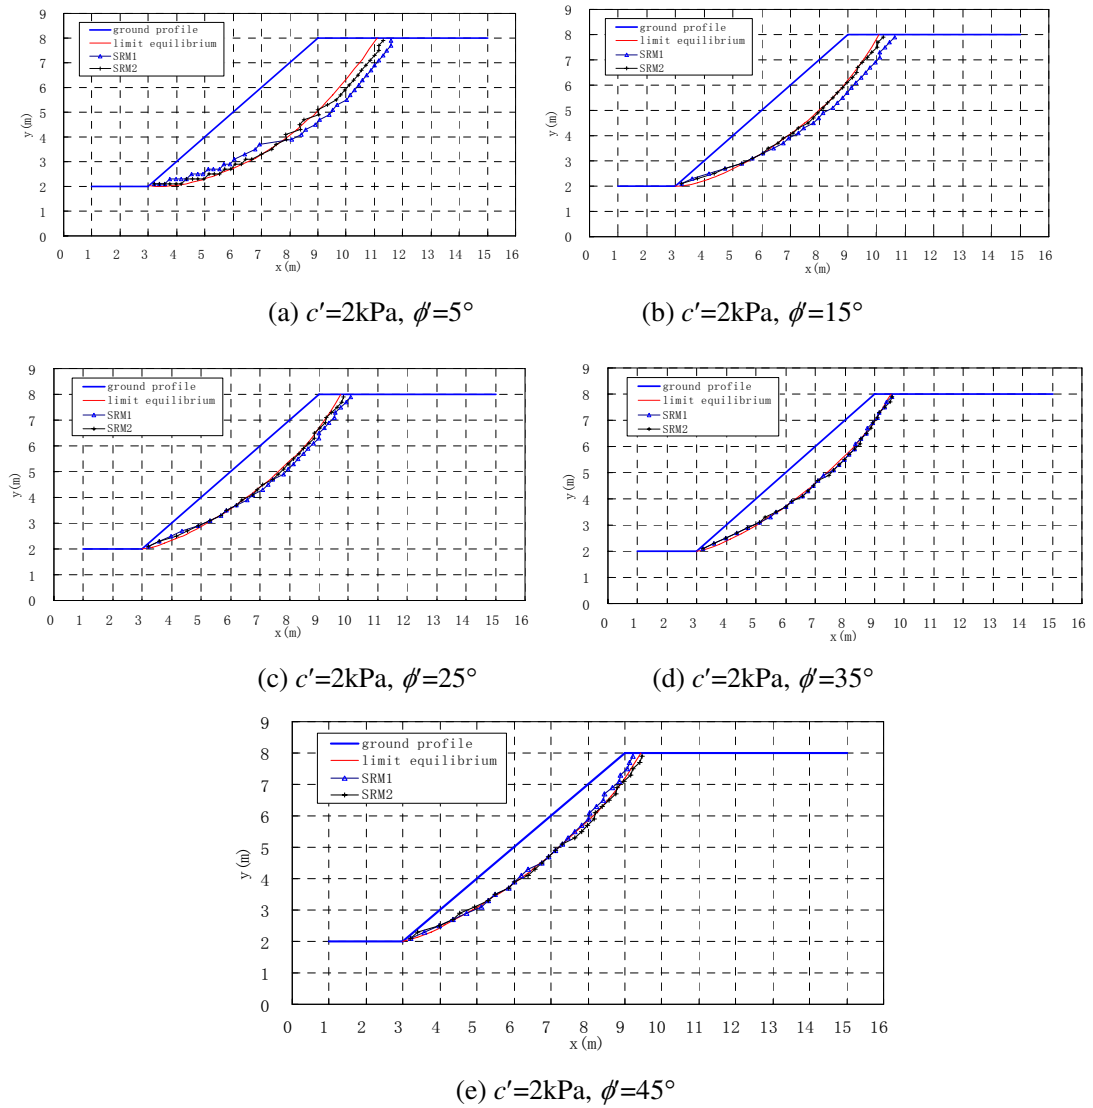 9
8
7
6
5
4
3
2
1
0
y(m)
ground profile
limit equilibrium
SRM1
SRM2
0 1 2 3 4 5 6 7 8 9 10 11 12 13 14 15 16
x(m)
(a) c′=2kPa, ϕ′=5°
9
8
7
6
5
4
3
2
1
0
y(m)
ground profile
limit equilibrium
SRM1
SRM2
0 1 2 3 4 5 6 7 8 9 10 11 12 13 14 15 16
x(m)
(b) c′=2kPa, ϕ′=15°
9
8
7
6
5
4
3
2
1
0
y(m)
ground profile
limit equilibrium
SRM1
SRM2
0 1 2 3 4 5 6 7 8 9 10 11 12 13 14 15 16
x(m)
(c) c′=2kPa, ϕ′=25°
9
8
7
6
5
4
3
2
1
0
y(m)
ground profile
limit equilibrium
SRM1
SRM2
0 1 2 3 4 5 6 7 8 9 10 11 12 13 14 15 16
x(m)
(d) c′=2kPa, ϕ′=35°
9
8
7
6
5
4
3
2
1
0
y(m)
ground profile
limit equilibrium
SRM1
SRM2
0 1 2 3 4 5 6 7 8 9 10 11 12 13 14 15 16
x(m)
(e) c′=2kPa, ϕ′=45°